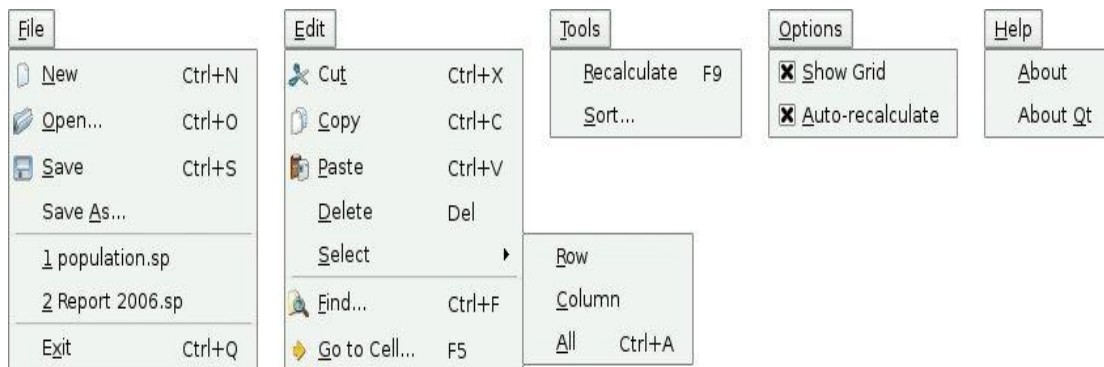 File
New Ctrl+N
Open... Ctrl+O
Save Ctrl+S
Save As...
1 population.sp
2 Report 2006.sp
Exit Ctrl+Q
Edit
Cut Ctrl+X
Copy Ctrl+C
Paste Ctrl+V
Delete Del
Select
Find... Ctrl+F
Go to Cell... F5
Row
Column
All Ctrl+A
Tools
Recalculate F9
Sort...
Options
Show Grid
Auto-recalculate
Help
About
About Qt